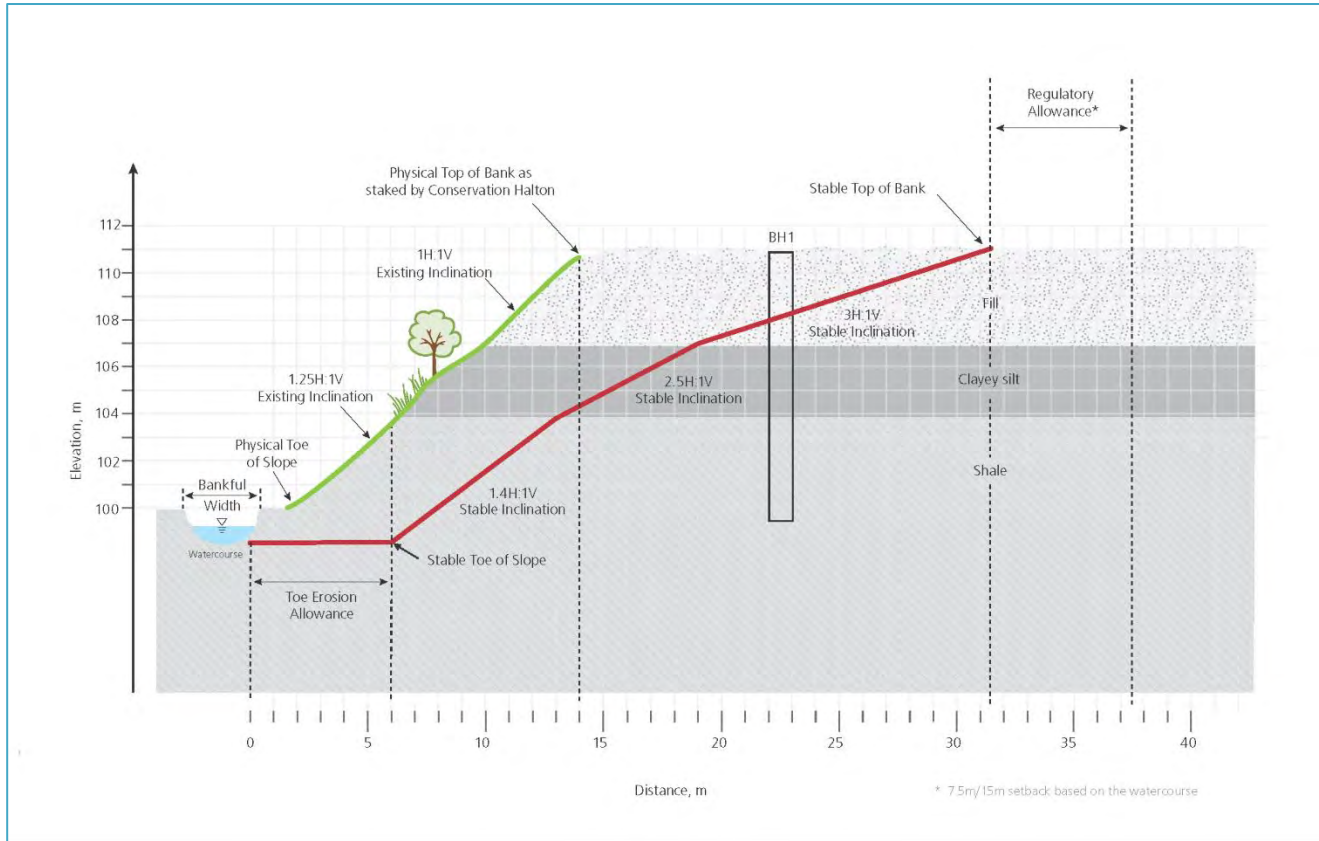 Regulatory
Allowance*
Physical Top of Bank as
staked by Conservation Halton
Stable Top of Bank
112
110
108
106
104
102
100
Elevation, m
BH1
1H:1V
Existing Inclination
Fill
3H:1V
Stable Inclination
1.25H:1V
Existing Inclination
2.5H:1V
Stable Inclination
Clayey silt
Physical Toe
of Slope
Shale
Bankful
Width
1.4H:1V
Stable Inclination
Watercourse
Stable Toe of Slope
Toe Erosion
Allowance
0
5
10
15
20
25
30
35
40
Distance, m
* 7.5m/15m setback based on the watercourse